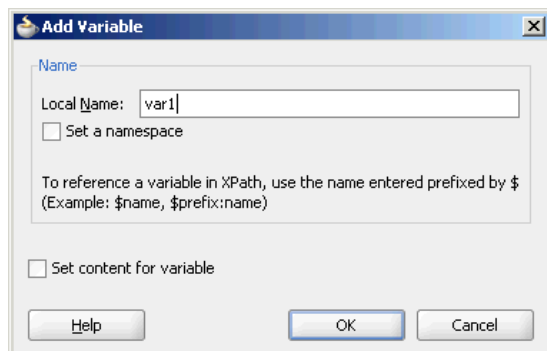 Add Variable
Name
Local Name: var1
Set a namespace
To reference a variable in XPath, use the name entered prefixed by $
(Example: $name, $prefix:name)
Set content for variable
Help OK Cancel